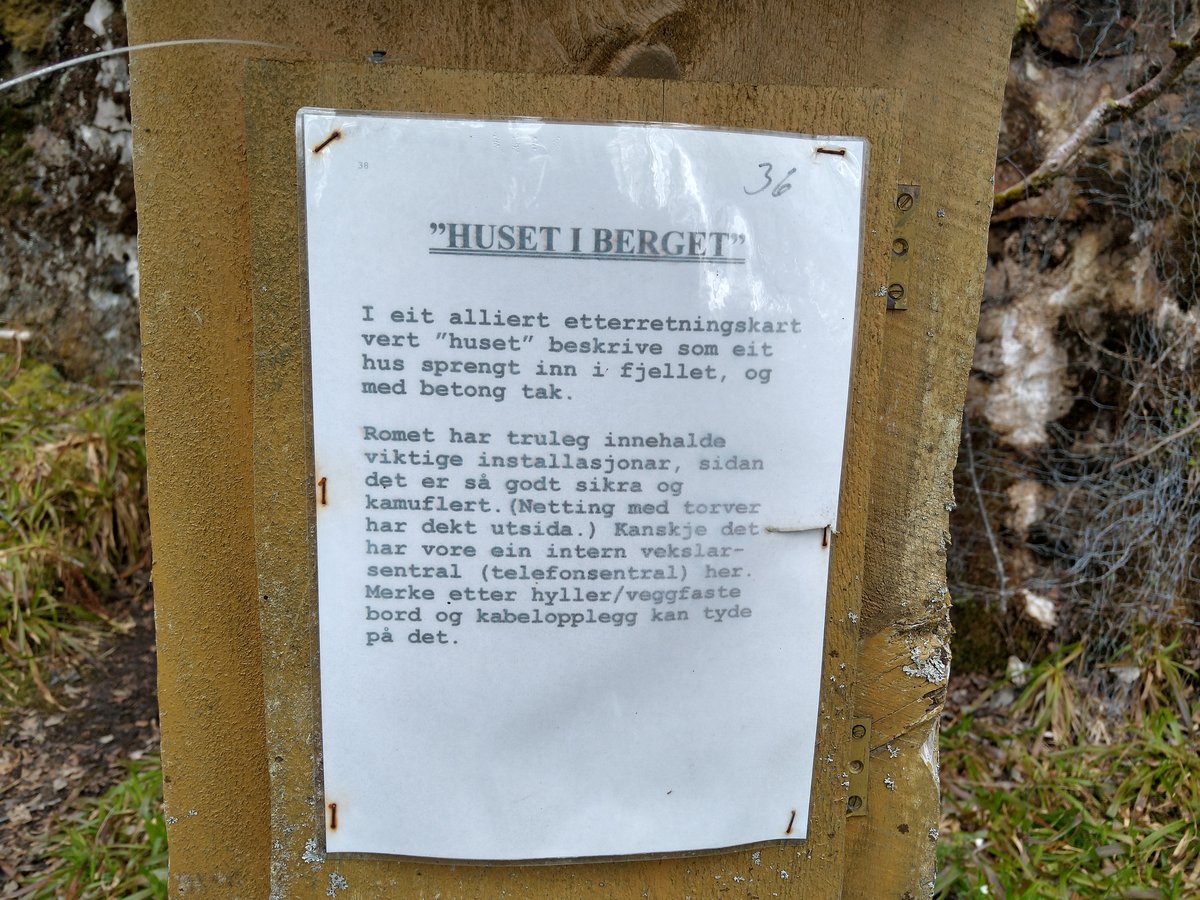 38
36
”HUSET I BERGET”
I eit alliert etterretningskart
vert ”huset” beskrive som eit
hus sprengt inn i fjellet, og
med betong tak.
Romet har truleg innehalde
viktige installasjonar, sidan
det er så godt sikra og
kamuflert.(Netting med torver
har dekt utsida.) Kanskje det
har vore ein intern vekslar-
sentral (telefonsentral) her.
Merke etter hyller/veggfaste
bord og kabelopplegg kan tyde
på det.